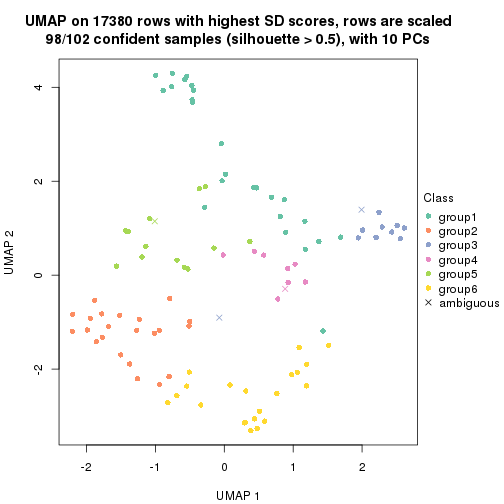 UMAP on 17380 rows with highest SD scores, rows are scaled
98/102 confident samples (silhouette > 0.5), with 10 PCs
4
2
0
-2
UMAP 2
-2
-1
0
1
2
UMAP 1
Class
group1
group2
group3
group4
group5
group6
ambiguous